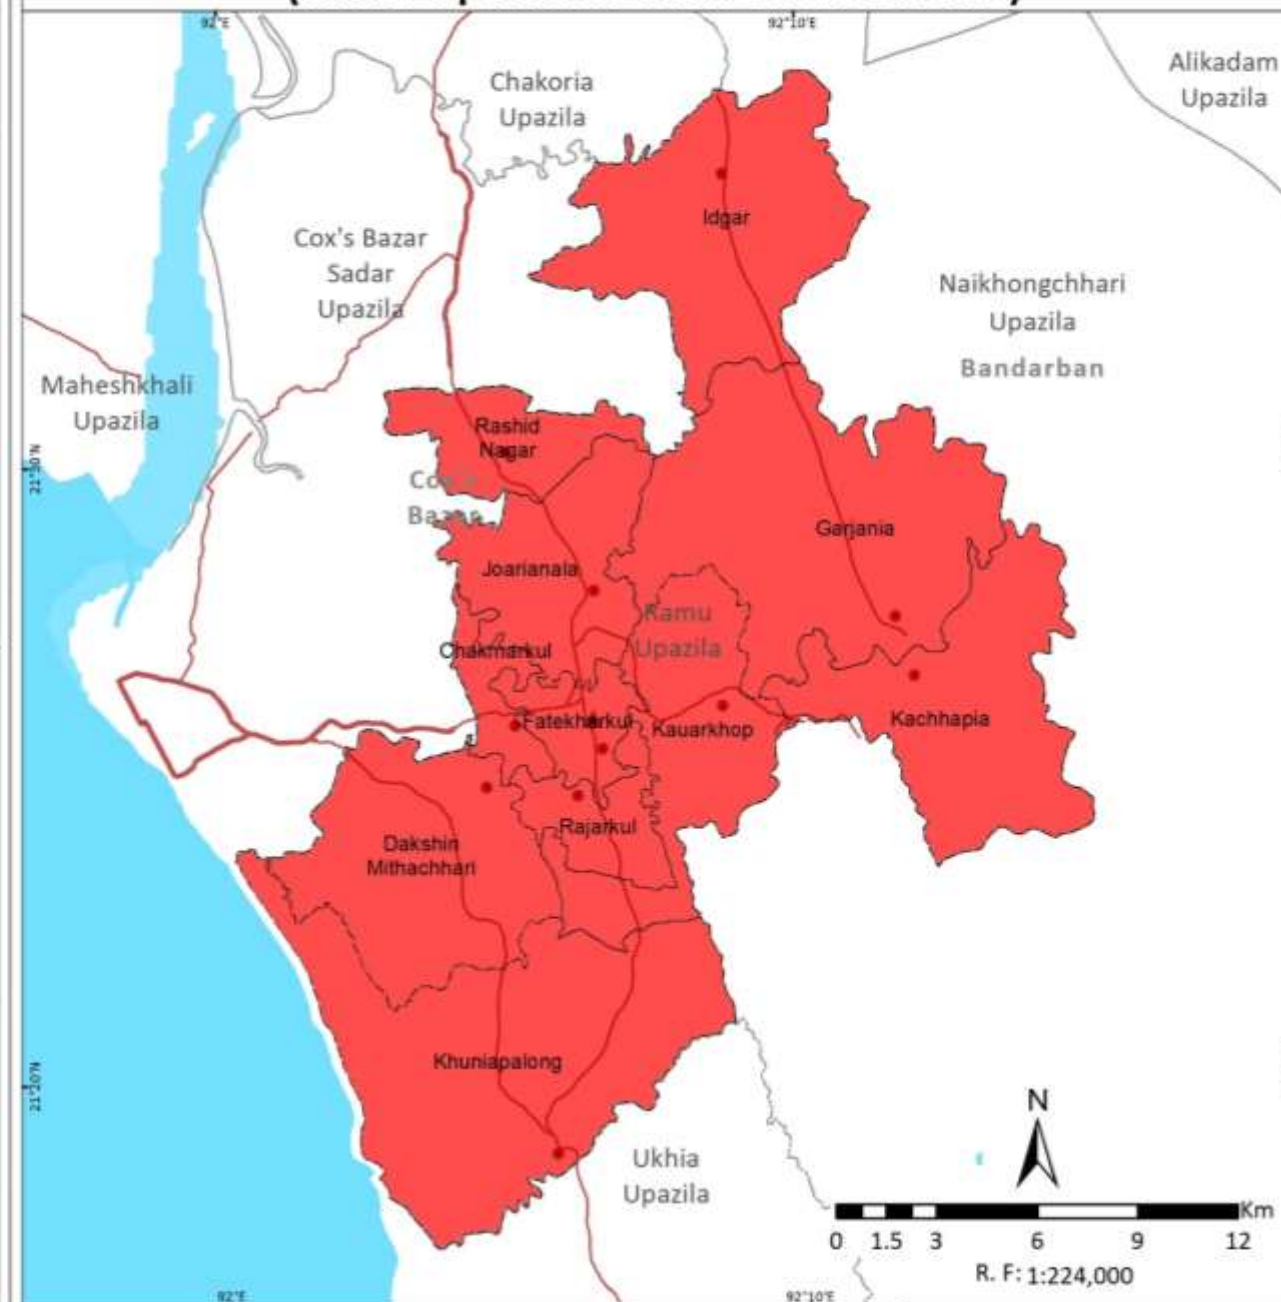 92°E
92°10'E
Chakoria
Upazila
Alikadam
Upazila
Idgar
Cox's Bazar
Sadar
Upazila
Naikhongchhari
Upazila
Bandarban
Maheshkhali
Upazila
Rashid
Nagar
21°30'N
Cox's
Bazar
Garjania
Joarianala
Ramu
Upazila
Chakmarkul
Fatekharkul
Kauarkhop
Kachhapia
Rajarkul
Dakshin
Mithachhari
Khuniapalong
21°20'N
N
Ukhia
Upazila
Km
0 1.5 3 6 9 12
R. F: 1:224,000
92°E
92°10'E